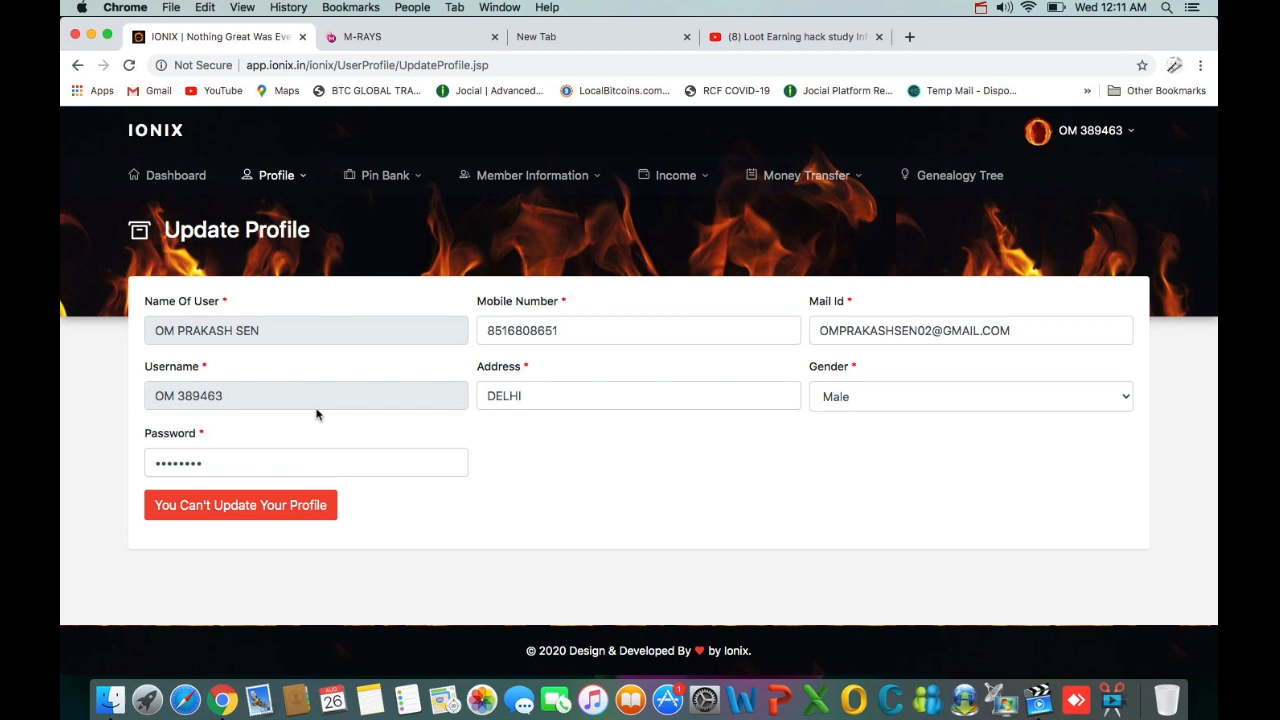 Chrome File Edit View History Bookmarks People Tab Window Help Wed 12:11 AM
IONIX | Nothing Great Was Eve M-RAYS New Tab (8) Loot Earning hack study Inf
Not Secure app.ionix.in/ionix/UserProfile/UpdateProfile.jsp
Apps Gmail YouTube Maps BTC GLOBAL TRA... Jocial | Advanced... LocalBitcoins.com... RCF COVID-19 Jocial Platform Re... Temp Mail - Dispo... » Other Bookmarks
IONIX OM 389463
Dashboard Profile Pin Bank Member Information Income Money Transfer Genealogy Tree
Update Profile
Name Of User * Mobile Number * Mail Id *
OM PRAKASH SEN 8516808651 OMPRAKASHSEN02@GMAIL.COM
Username * Address * Gender *
OM 389463 DELHI Male
Password *
••••••••
You Can't Update Your Profile
© 2020 Design & Developed By ♥ by Ionix.
AUG 26 1 W P X O C